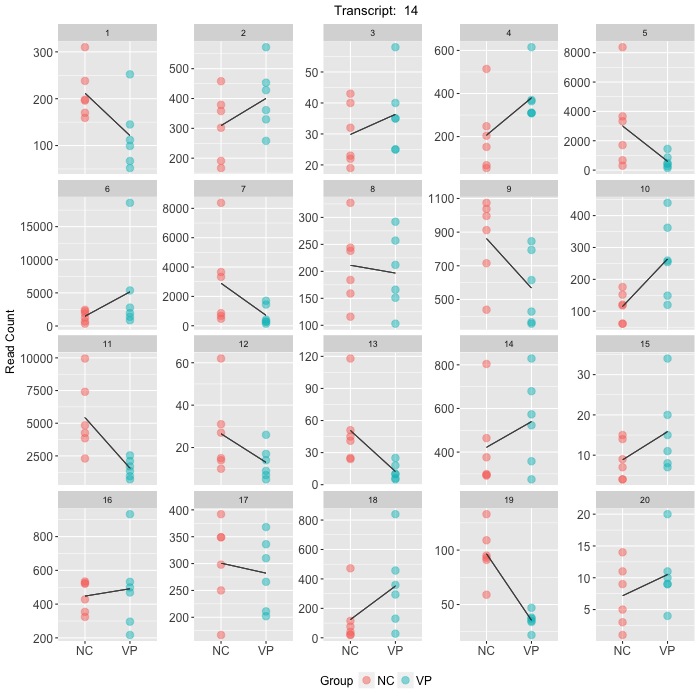 Transcript: 14
1 2 3 4 5
300 200 100
500 400 300 200
50 40 30 20
600 400 200
8000 6000 4000 2000 0
6 7 8 9 10
15000 10000 5000 0
8000 6000 4000 2000 0
300 250 200 150 100
1100 900 700 500
400 300 200 100
Read Count
11 12 13 14 15
10000 7500 5000 2500
60 40 20
120 90 60 30 0
800 600 400
30 20 10
16 17 18 19 20
800 600 400 200
400 300 200
800 600 400 200 0
100 50
20 15 10 5
NC VP NC VP NC VP NC VP NC VP
Group NC VP